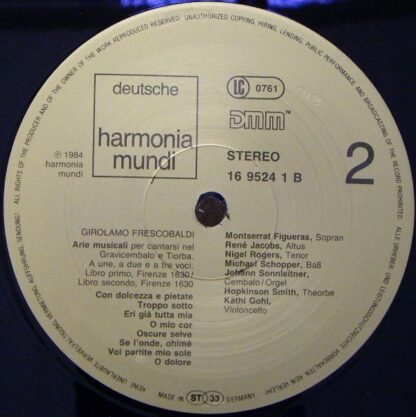 deutsche
harmonia
mundi
℗ 1984
harmonia
mundi
LC 0761
DMM™
STEREO
16 9524 1 B
2
GIROLAMO FRESCOBALDI
Arie musicali per cantarsi nel
Gravicembalo e Tiorba.
A une, a due e a tre voci.
Libro primo, Firenze 1630/
Libro secondo, Firenze 1630
Con dolcezza e pietate
Troppo sotto
Eri già tutta mia
O mio cor
Oscure selve
Se l'onde, ohimè
Voi partite mio sole
O dolore
Montserrat Figueras, Sopran
René Jacobs, Altus
Nigel Rogers, Tenor
Michael Schopper, Baß
Johann Sonnleitner,
Cembalo/Orgel
Hopkinson Smith, Theorbe
Käthi Gohl,
Violoncello
ALL RIGHTS OF THE PRODUCER AND OF THE OWNER OF THE WORK REPRODUCED RESERVED. UNAUTHORIZED COPYING, HIRING, LENDING, PUBLIC PERFORMANCE AND BROADCASTING OF THE RECORD PROHIBITED.
MADE IN
ST 33
GERMANY.